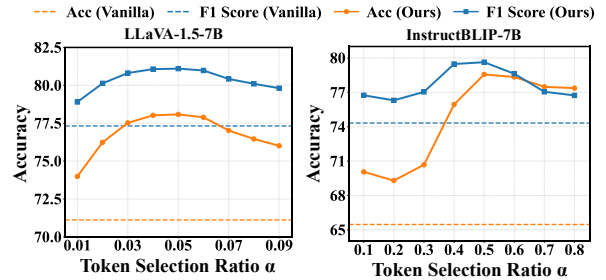 Acc (Vanilla) F1 Score (Vanilla) Acc (Ours) F1 Score (Ours)
LLaVA-1.5-7B
Accuracy
82.5
80.0
77.5
75.0
72.5
70.0
0.01 0.03 0.05 0.07 0.09
Token Selection Ratio α
InstructBLIP-7B
Accuracy
80
77
74
71
68
65
0.1 0.2 0.3 0.4 0.5 0.6 0.7 0.8
Token Selection Ratio α